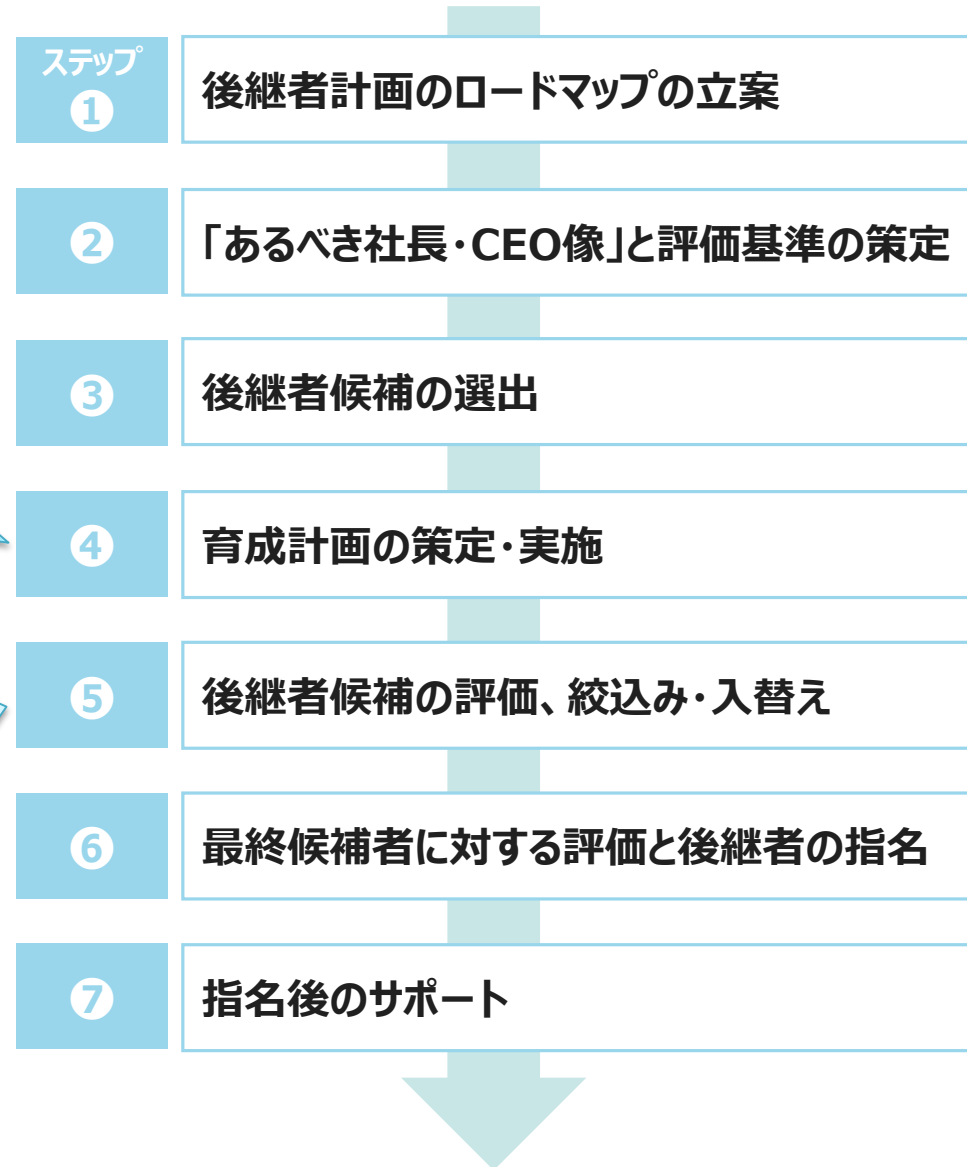 ステップ
❶
後継者計画のロードマップの立案
❷
「あるべき社長・CEO像」と評価基準の策定
❸
後継者候補の選出
❹
育成計画の策定・実施
❺
後継者候補の評価、絞込み・入替え
❻
最終候補者に対する評価と後継者の指名
❼
指名後のサポート